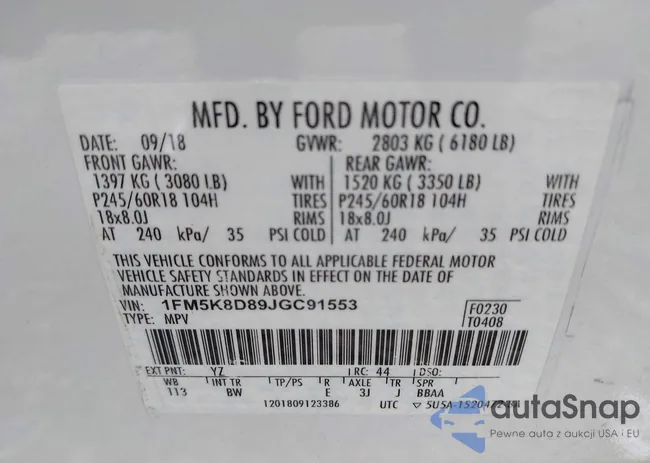 MFD. BY FORD MOTOR CO.
DATE: 09/18 GVWR: 2803 KG ( 6180 LB)
FRONT GAWR: REAR GAWR:
1397 KG ( 3080 LB) WITH 1520 KG ( 3350 LB) WITH
P245/60R18 104H TIRES P245/60R18 104H TIRES
18x8.0J RIMS 18x8.0J RIMS
AT 240 kPa/ 35 PSI COLD AT 240 kPa/ 35 PSI COLD
THIS VEHICLE CONFORMS TO ALL APPLICABLE FEDERAL MOTOR
VEHICLE SAFETY STANDARDS IN EFFECT ON THE DATE OF
MANUFACTURE SHOWN ABOVE.
VIN: 1FM5K8D89JGC91553 F0230
TYPE: MPV T0408
EXT PNT: YZ RC: 44 DSO:
WB INT TR TP/PS R AXLE TR SPR
113 BW E 3J J BBAA
1201809123386 UTC
autaSnap
Pewne auta z aukcji USA i EU